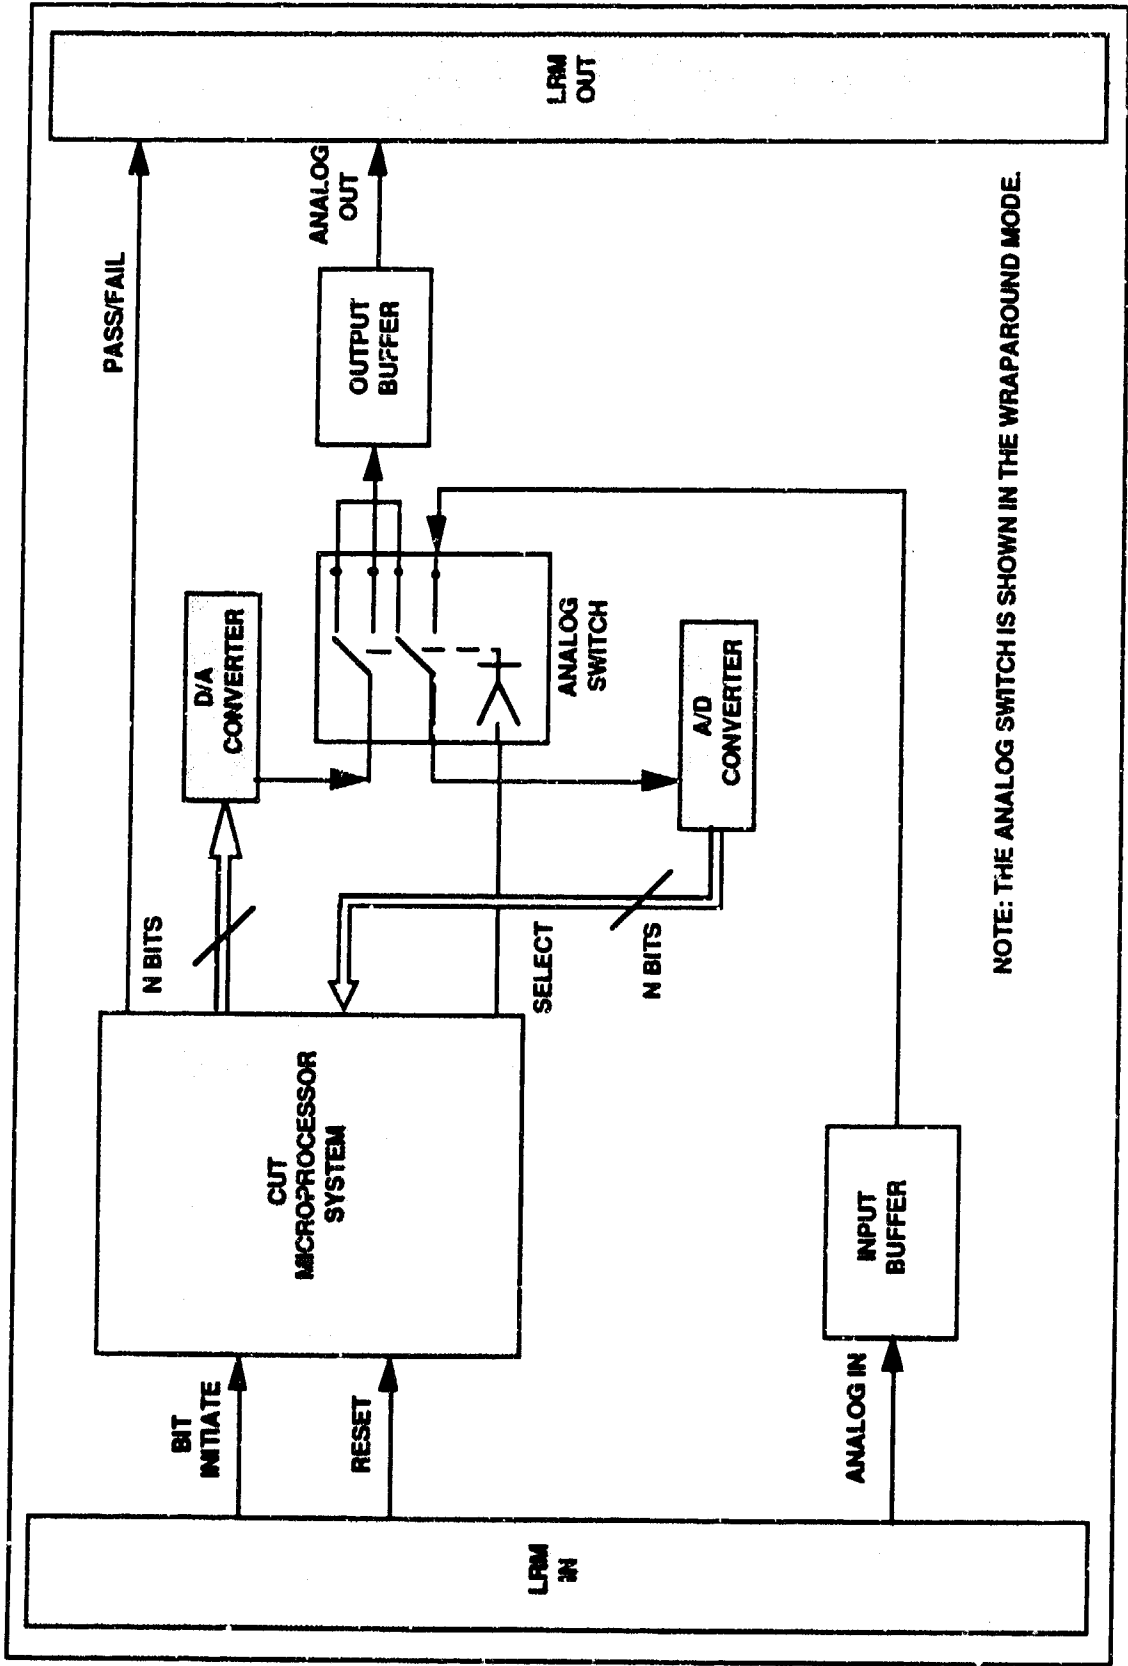 LRM
IN
BIT
INITIATE
RESET
ANALOG IN
CUT
MICROPROCESSOR
SYSTEM
INPUT
BUFFER
N BITS
SELECT
N BITS
D/A
CONVERTER
A/D
CONVERTER
ANALOG
SWITCH
OUTPUT
BUFFER
PASS/FAIL
ANALOG
OUT
LRM
OUT
NOTE: THE ANALOG SWITCH IS SHOWN IN THE WRAPAROUND MODE.